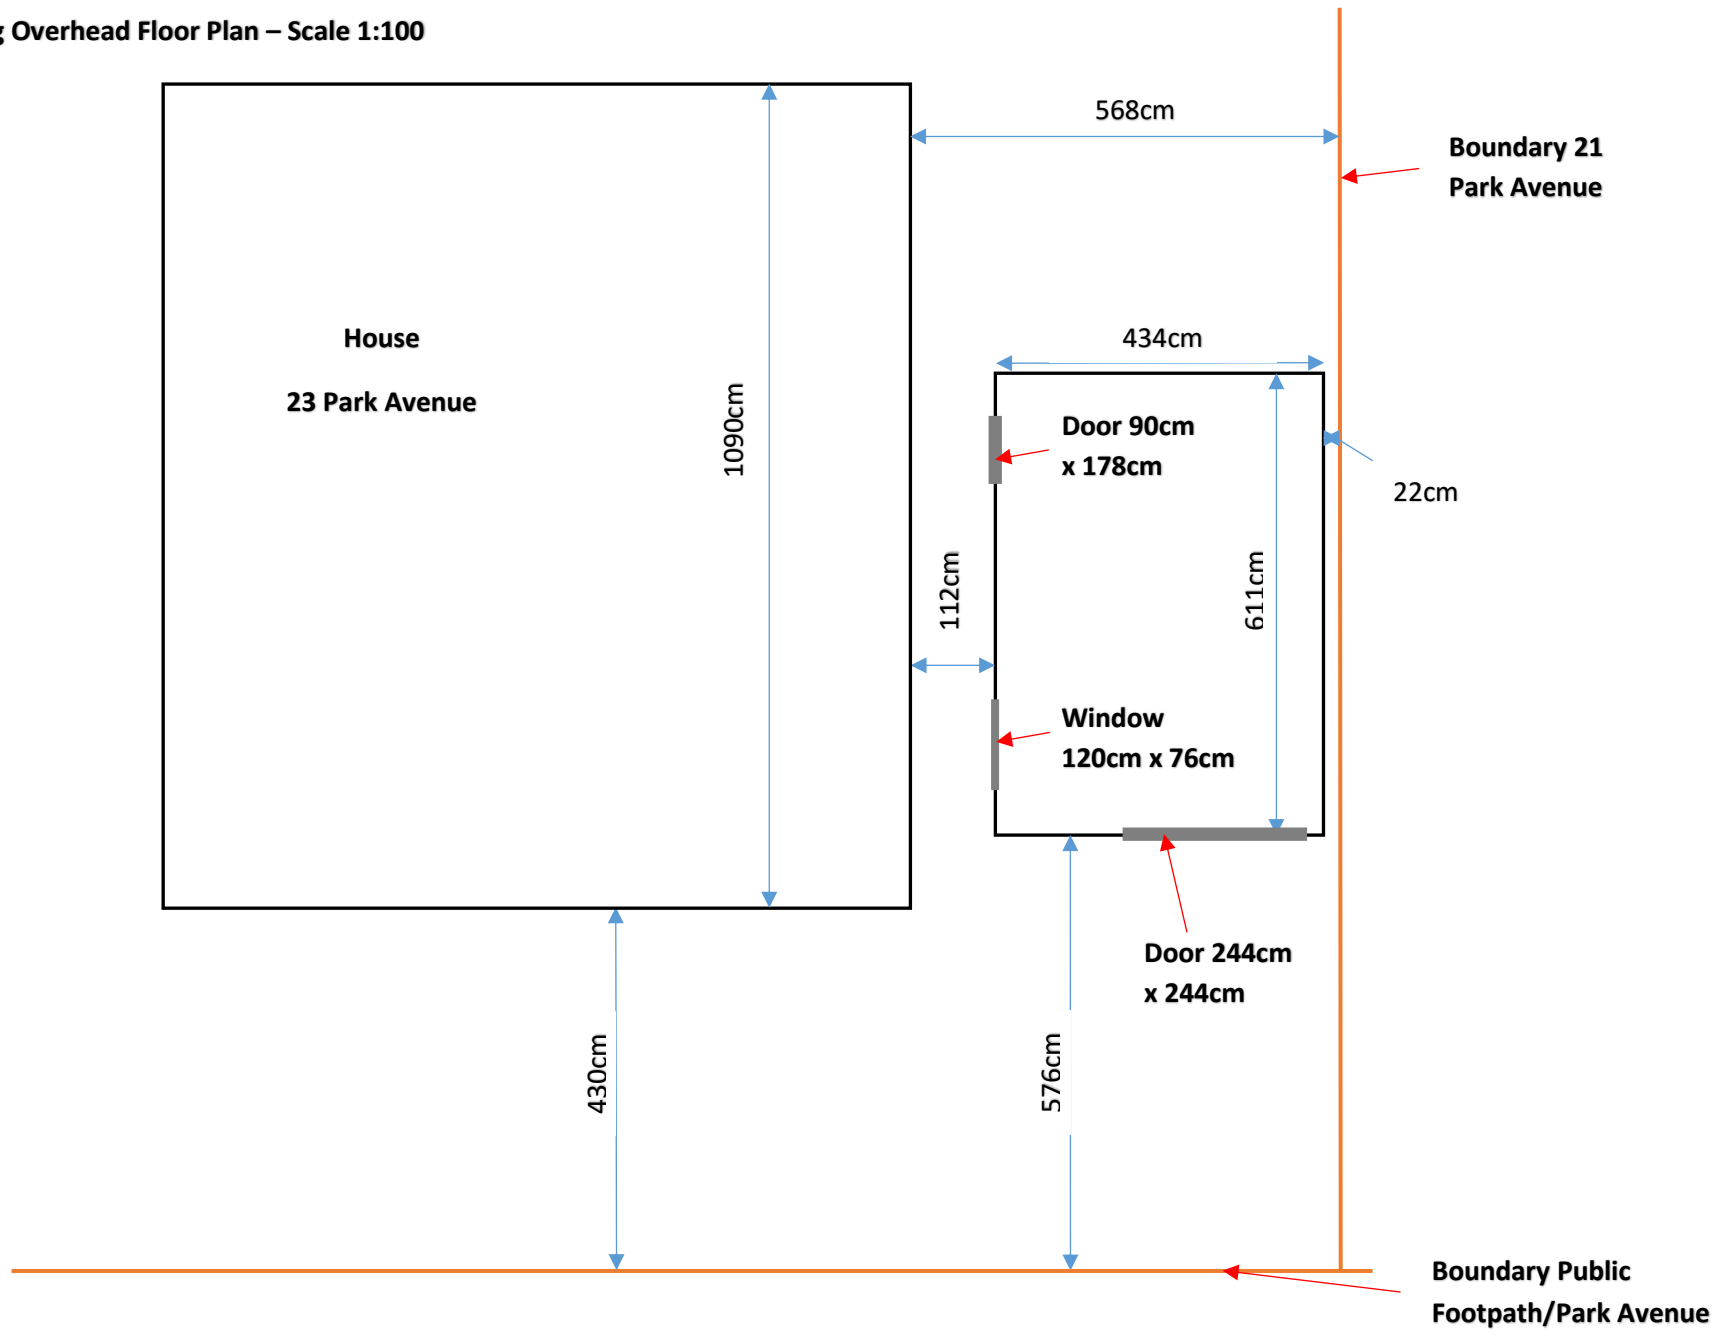 Overhead Floor Plan – Scale 1:100
568cm
Boundary 21
Park Avenue
House
23 Park Avenue
1090cm
434cm
Door 90cm
x 178cm
22cm
112cm
611cm
Window
120cm x 76cm
Door 244cm
x 244cm
430cm
576cm
Boundary Public
Footpath/Park Avenue